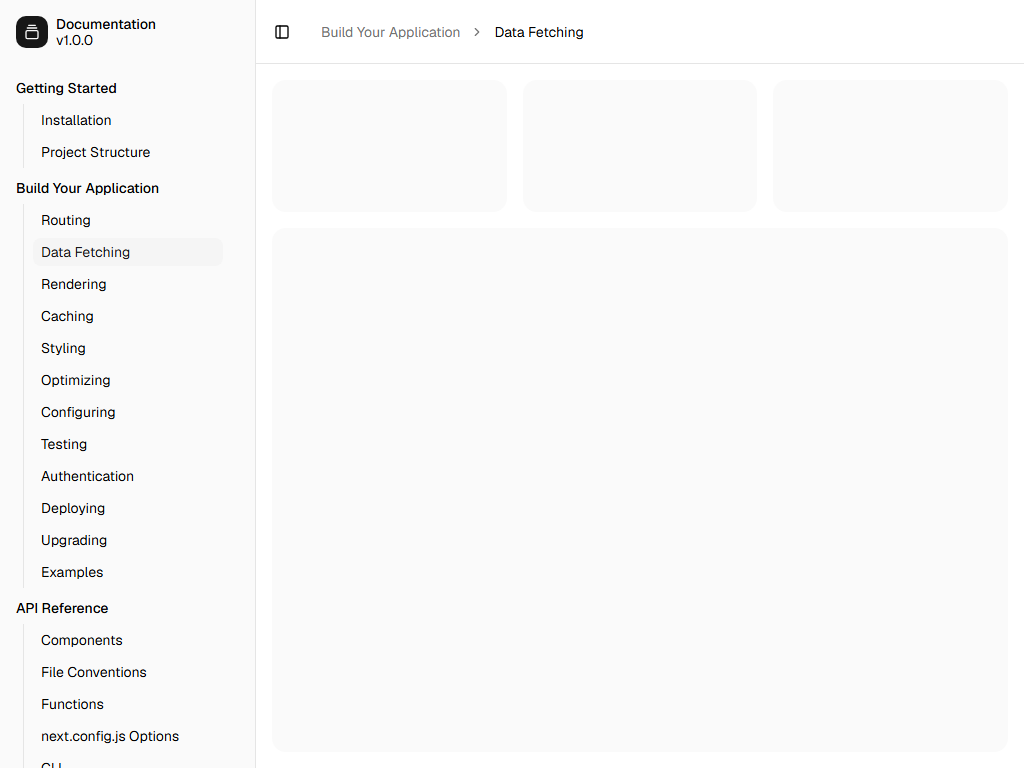 Documentation
v1.0.0
Getting Started
Installation
Project Structure
Build Your Application
Routing
Data Fetching
Rendering
Caching
Styling
Optimizing
Configuring
Testing
Authentication
Deploying
Upgrading
Examples
API Reference
Components
File Conventions
Functions
next.config.js Options
Build Your Application
Data Fetching